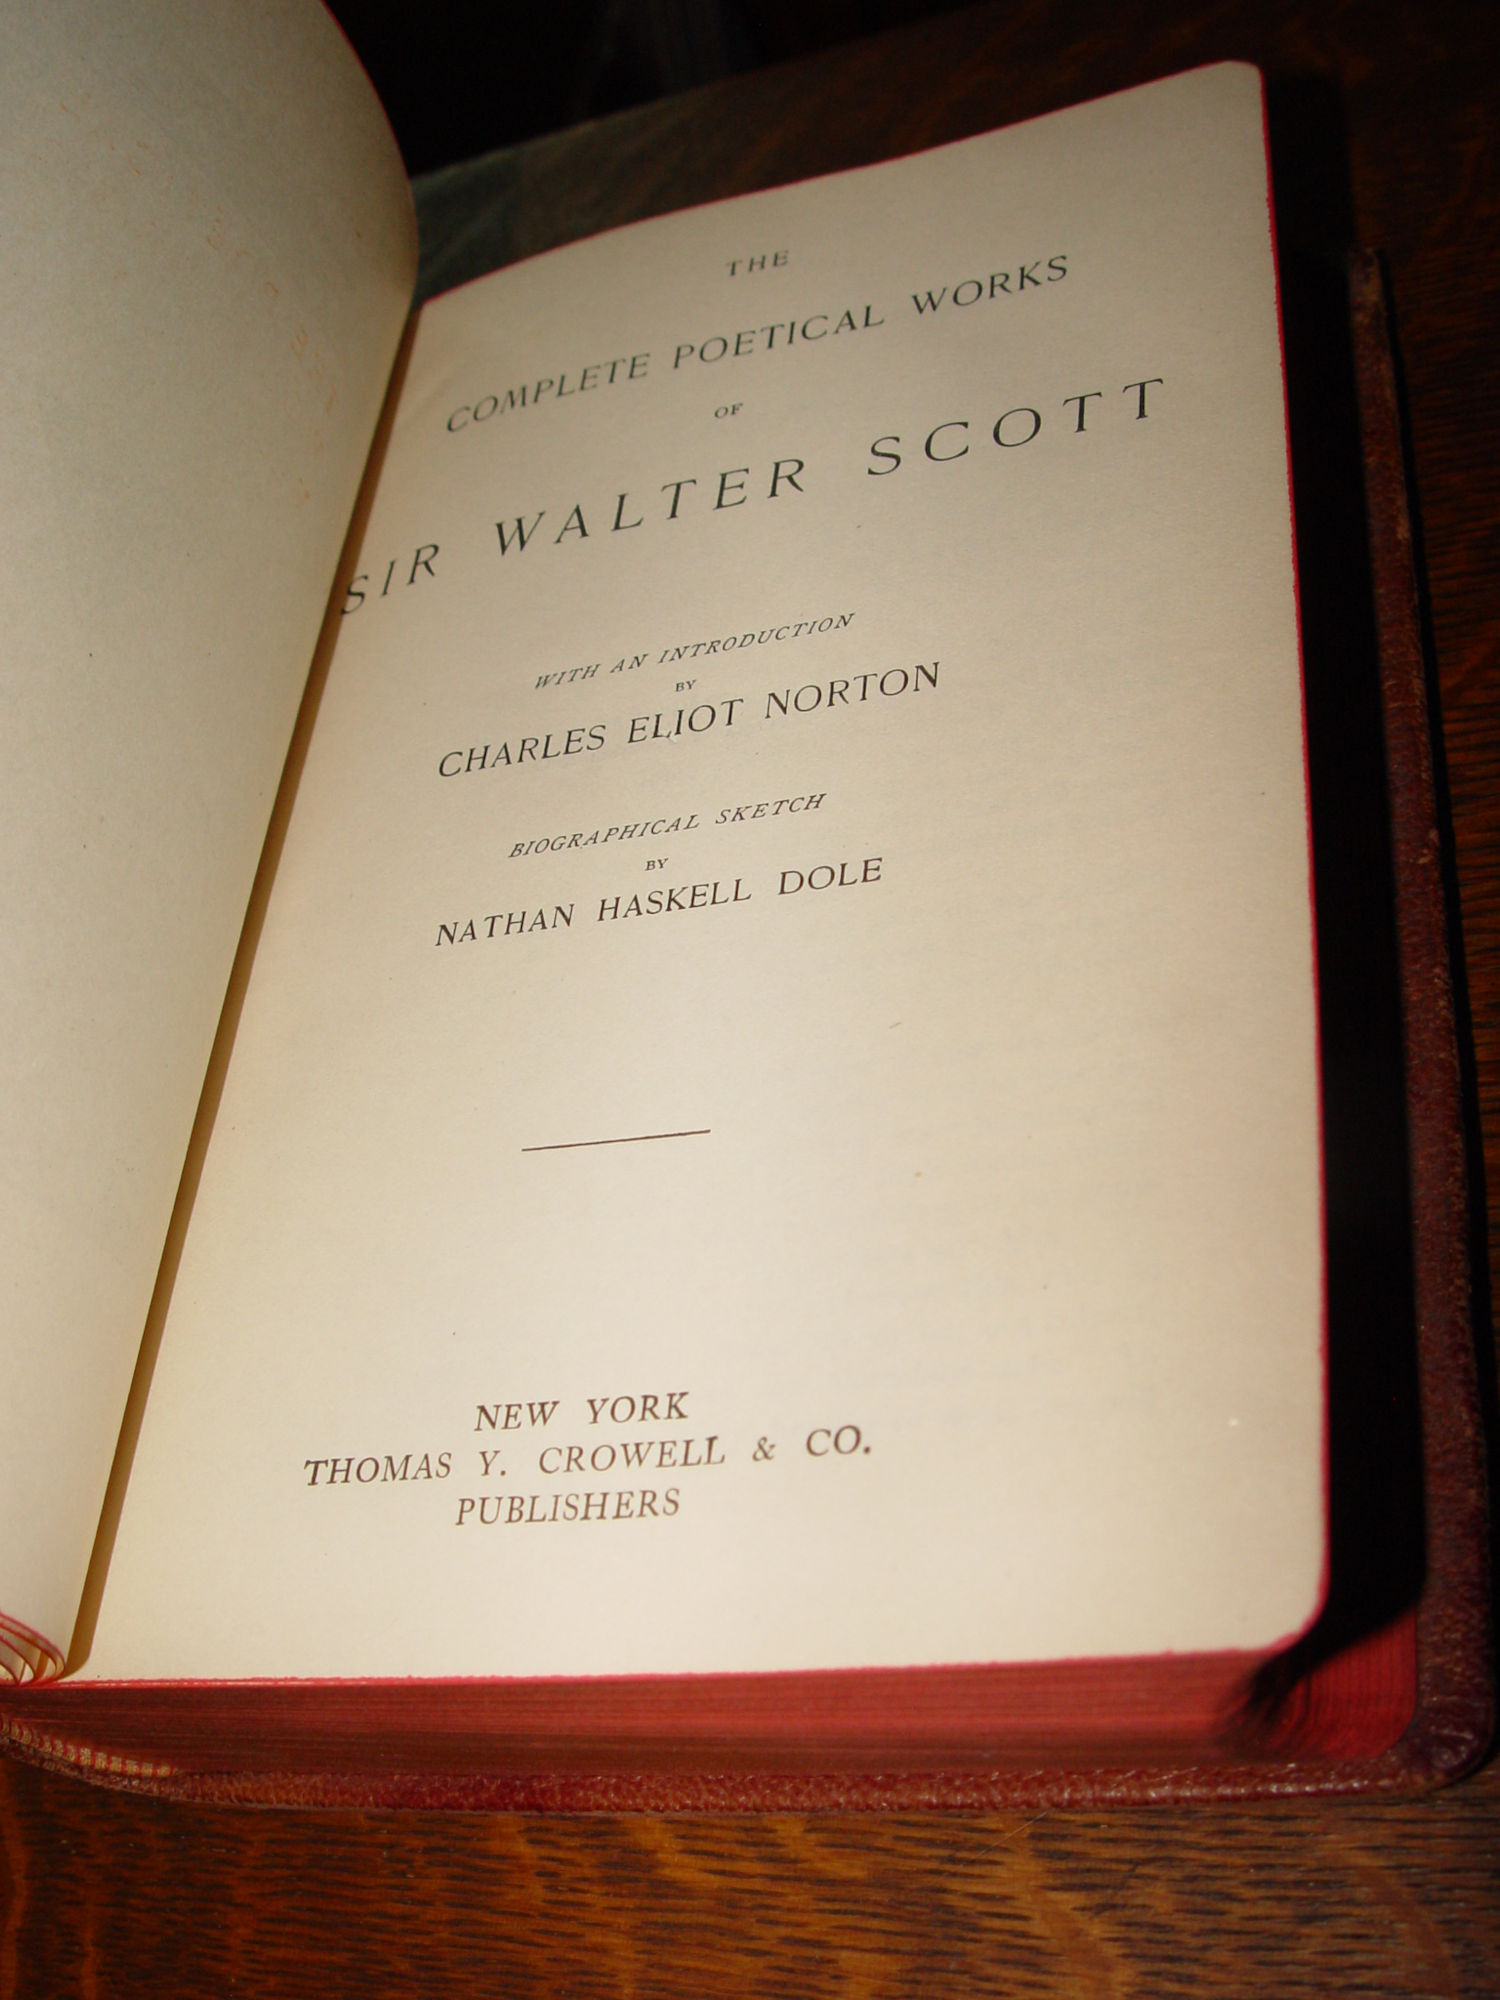 THE
COMPLETE POETICAL WORKS
OF
SIR WALTER SCOTT
WITH AN INTRODUCTION
BY
CHARLES ELIOT NORTON
BIOGRAPHICAL SKETCH
BY
NATHAN HASKELL DOLE
NEW YORK
THOMAS Y. CROWELL & CO.
PUBLISHERS